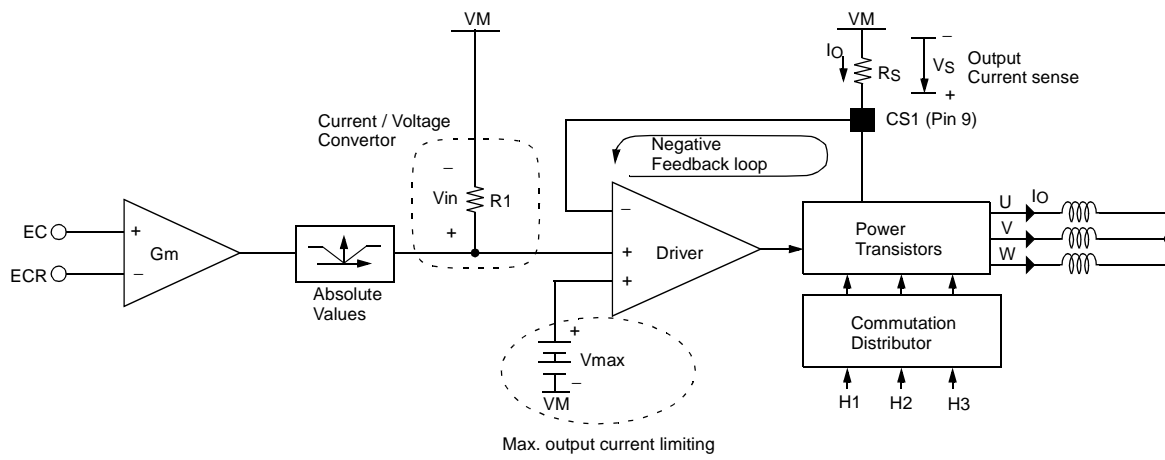 VM
VM
IO
RS
−
VS
+
Output
Current sense
CS1 (Pin 9)
Current / Voltage
Convertor
−
Vin
+
R1
Negative
Feedback loop
EC
ECR
+
−
Gm
Absolute
Values
−
+
+
Driver
Power
Transistors
U
V
W
IO
Commutation
Distributor
H1
H2
H3
+
Vmax
−
VM
Max. output current limiting